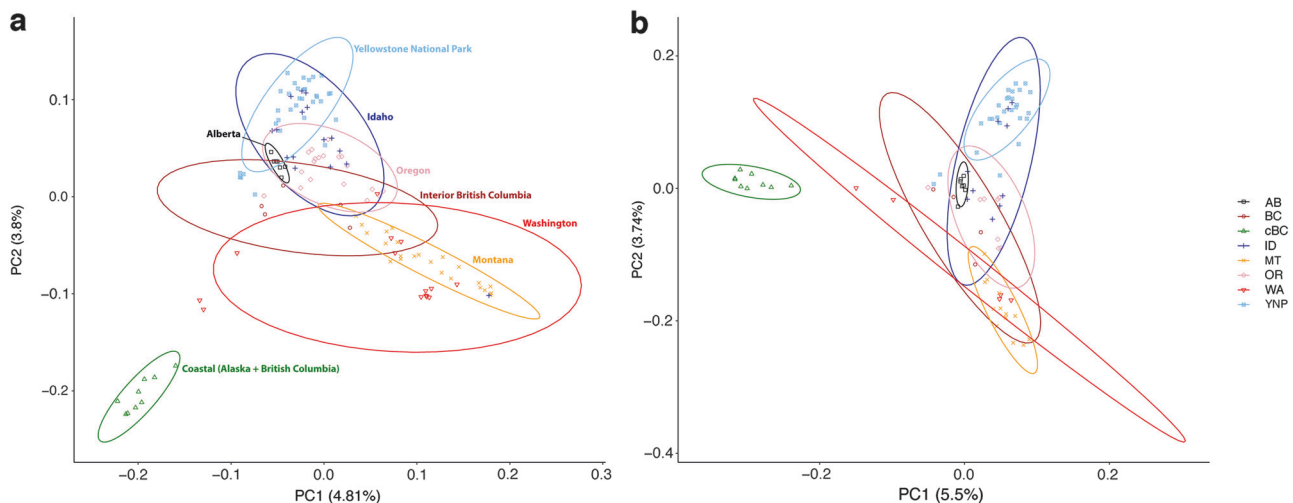 a
Yellowstone National Park
0.1
Idaho
Alberta
Oregon
0.0
Interior British Columbia
Washington
PC2 (3.8%)
Montana
−0.1
Coastal (Alaska + British Columbia)
−0.2
−0.2 −0.1 0.0 0.1 0.2 0.3
PC1 (4.81%)
b
0.2
0.0
PC2 (3.74%)
−0.2
−0.4
−0.2 0.0 0.2
PC1 (5.5%)
AB
BC
cBC
ID
MT
OR
WA
YNP